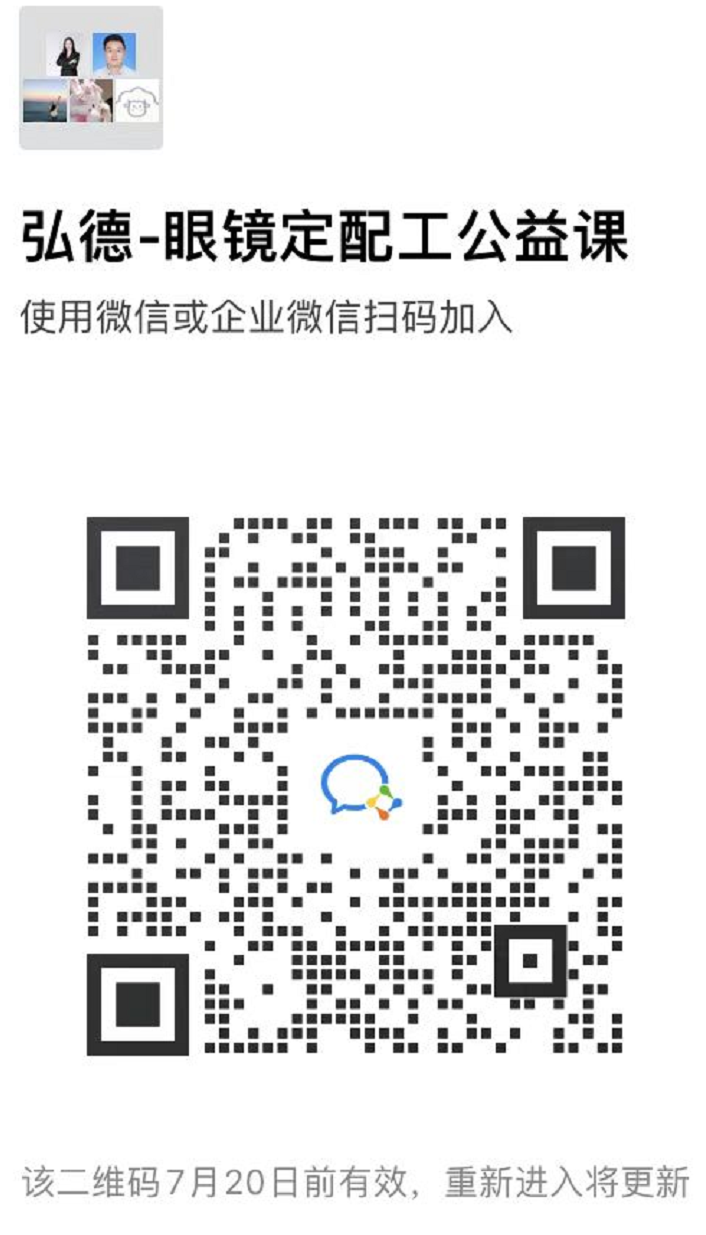 弘德-眼镜定配工公益课
使用微信或企业微信扫码加入
该二维码7月20日前有效，重新进入将更新